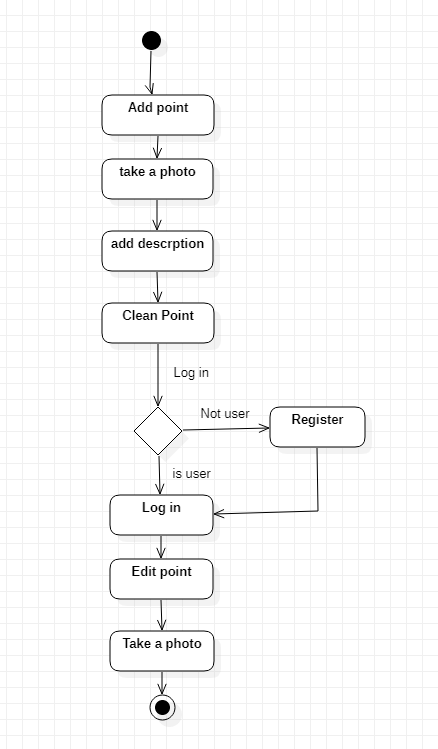 Add point
take a photo
add descrption
Clean Point
Log in
Not user
Register
is user
Log in
Edit point
Take a photo